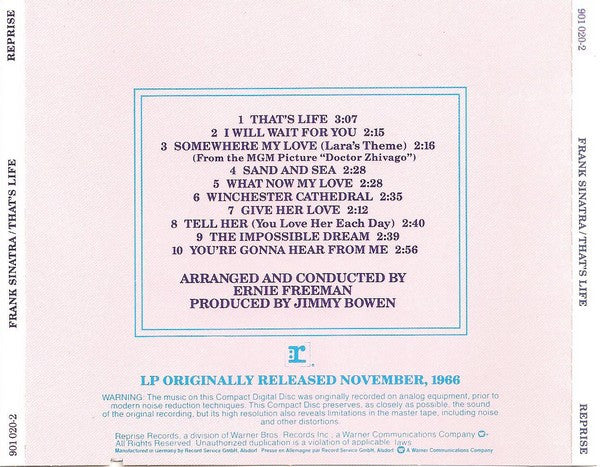 REPRISE
FRANK SINATRA/THAT'S LIFE
901 020-2
1 THAT'S LIFE 3:07
2 I WILL WAIT FOR YOU 2:15
3 SOMEWHERE MY LOVE (Lara's Theme) 2:16
(From the MGM Picture "Doctor Zhivago")
4 SAND AND SEA 2:28
5 WHAT NOW MY LOVE 2:28
6 WINCHESTER CATHEDRAL 2:35
7 GIVE HER LOVE 2:12
8 TELL HER (You Love Her Each Day) 2:40
9 THE IMPOSSIBLE DREAM 2:39
10 YOU'RE GONNA HEAR FROM ME 2:56
ARRANGED AND CONDUCTED BY
ERNIE FREEMAN
PRODUCED BY JIMMY BOWEN
r
LP ORIGINALLY RELEASED NOVEMBER, 1966
WARNING: The music on this Compact Digital Disc was originally recorded on analog equipment, prior to
modern noise reduction techniques. This Compact Disc preserves, as closely as possible, the sound
of the original recording, but its high resolution also reveals limitations in the master tape, including noise
and other distortions.
Reprise Records, a division of Warner Bros. Records Inc., a Warner Communications Company
All Rights Reserved. Unauthorized duplication is a violation of applicable laws
Manufactured in Germany by Record Service GmbH, Alsdorf. Presse en Allemagne par Record Service GmbH, Alsdorf A Warner Communications Company
901 020-2
FRANK SINATRA/THAT'S LIFE
REPRISE